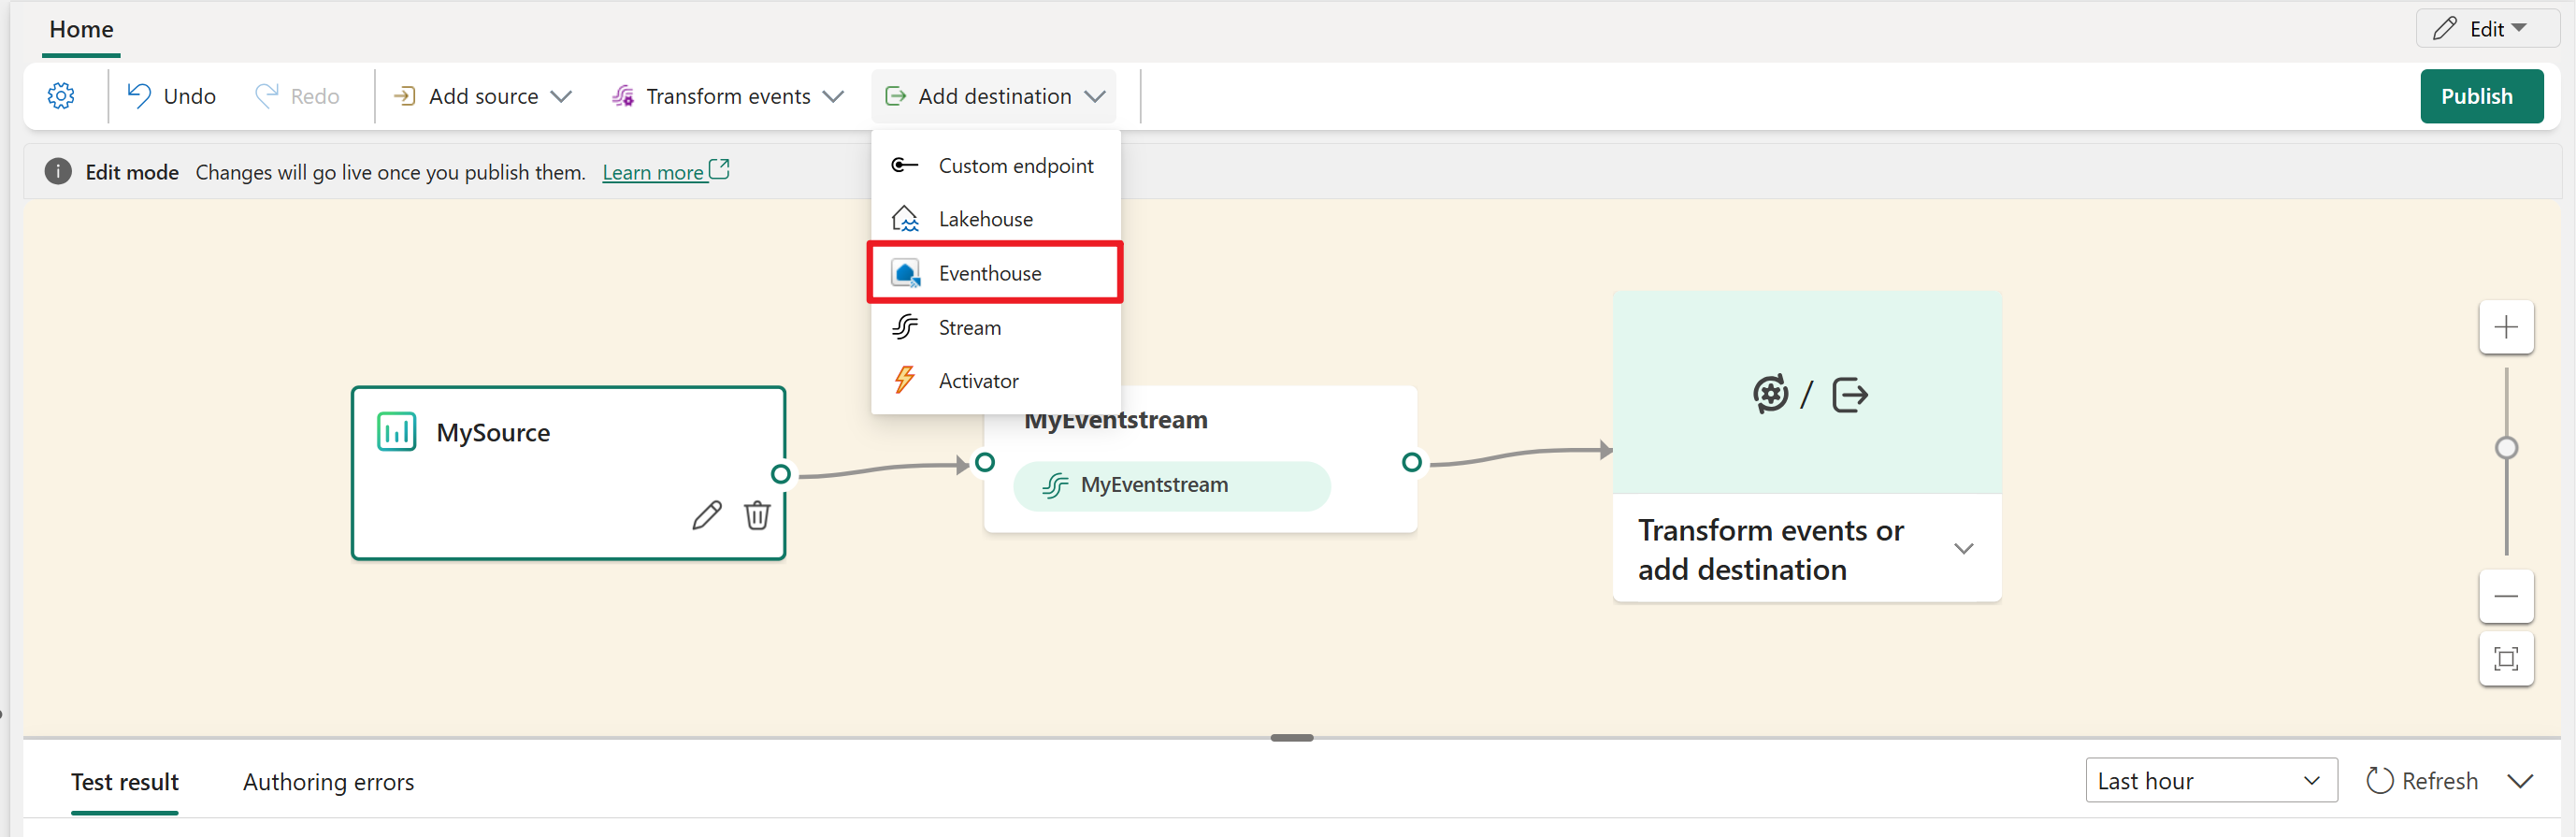 Home
Edit
Undo
Redo
Add source
Transform events
Add destination
Publish
Edit mode Changes will go live once you publish them. Learn more
Custom endpoint
Lakehouse
Eventhouse
Stream
Activator
MySource
MyEventstream
MyEventstream
Transform events or
add destination
Test result
Authoring errors
Last hour
Refresh